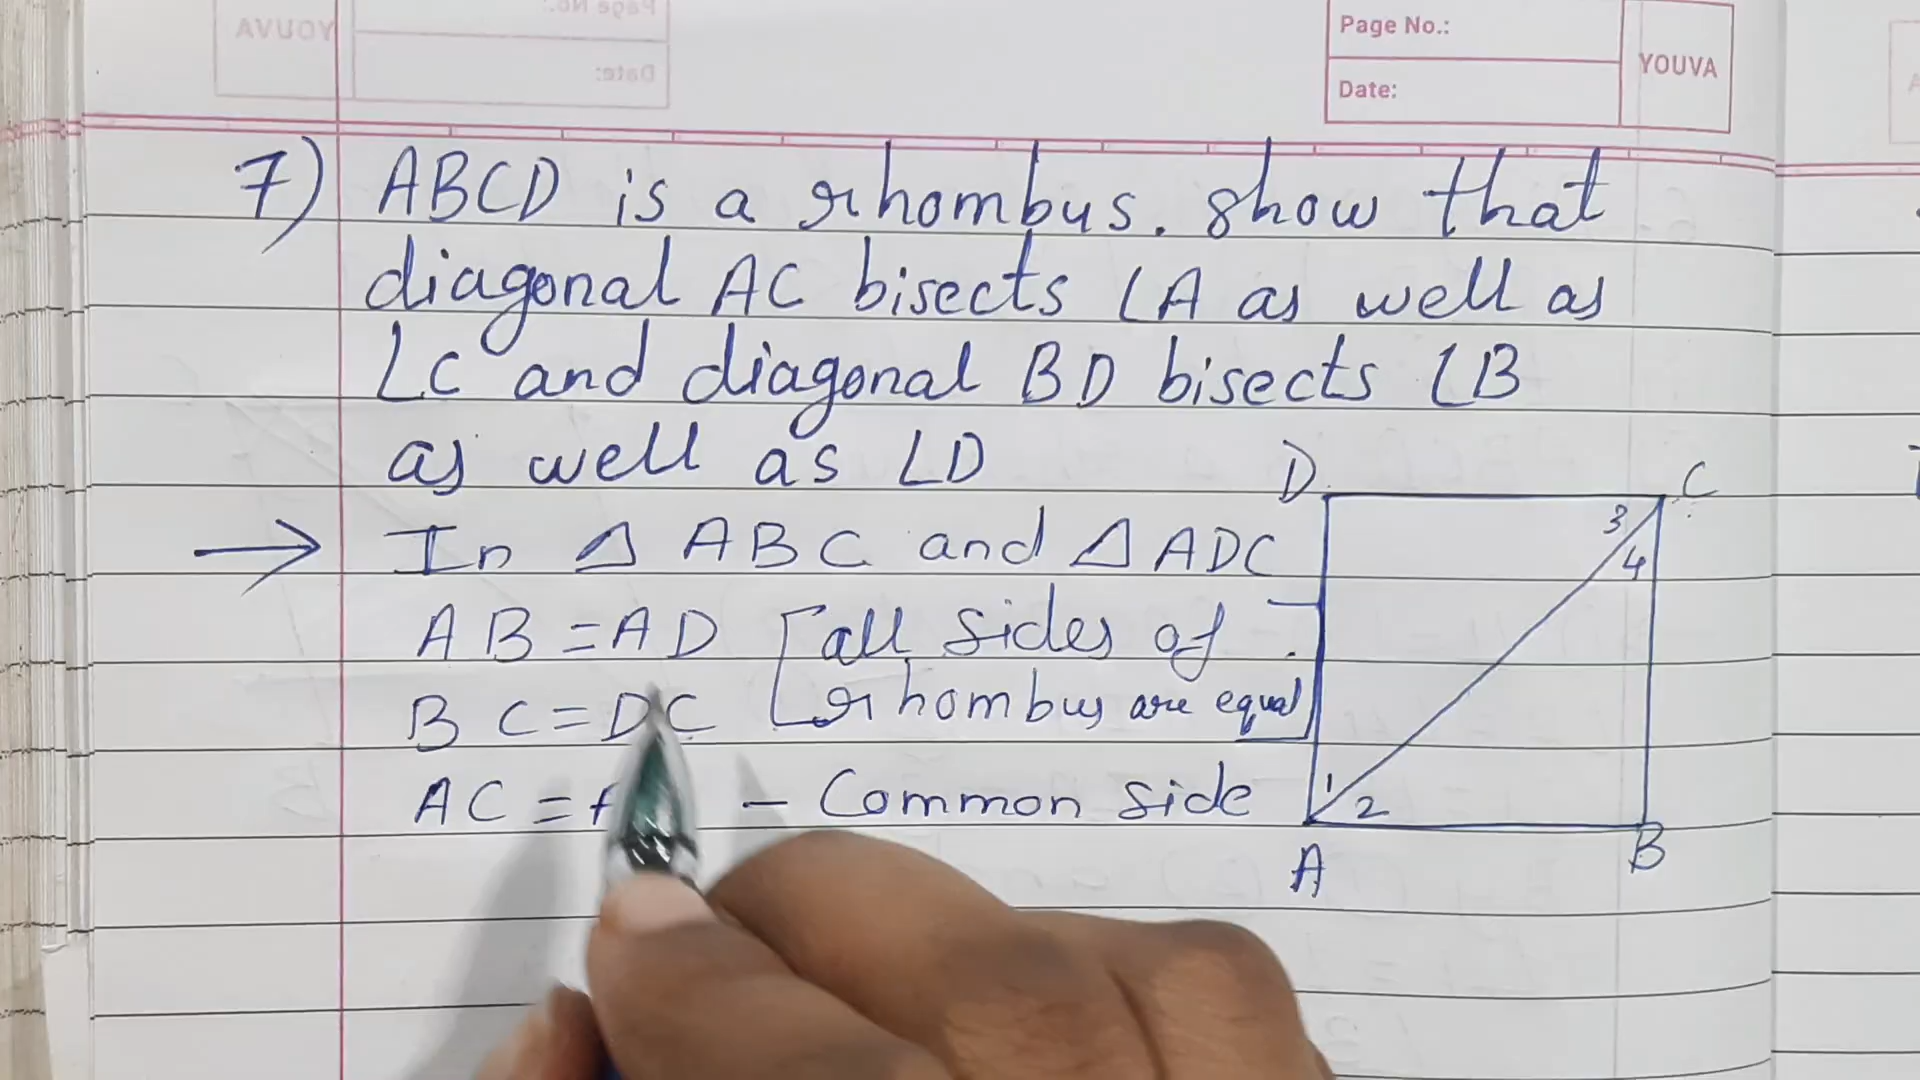 Page No.:
Date:
YOUVA
7) ABCD is a rhombus. show that
diagonal AC bisects ∠A as well as
∠C and diagonal BD bisects ∠B
as well as ∠D
→ In △ ABC and △ ADC
AB = AD [all sides of
BC = DC rhombus are equal]
AC = - Common side
D C
3
4
1 2
A B